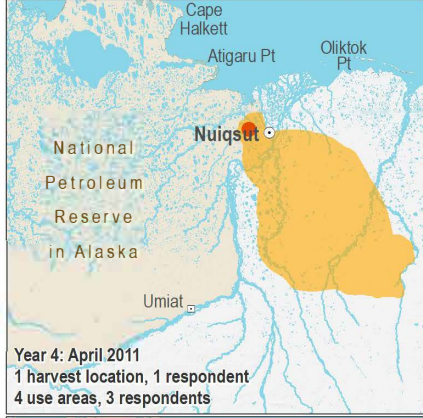 Cape
Halkett
Atigaru Pt
Oliktok
Pt
Nuiqsut
National
Petroleum
Reserve
in Alaska
Umiat
Year 4: April 2011
1 harvest location, 1 respondent
4 use areas, 3 respondents